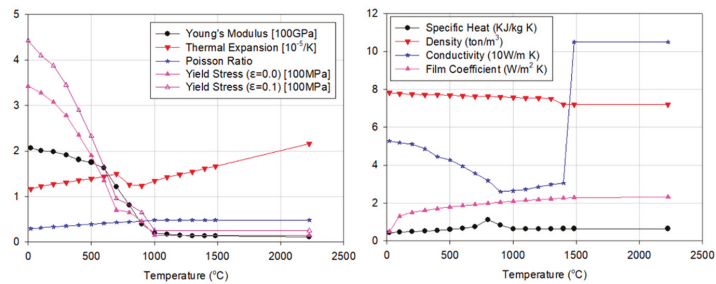 5
4
3
2
1
0
0 500 1000 1500 2000 2500
Temperature (°C)
Young's Modulus [100GPa]
Thermal Expansion [10⁻⁵/K]
Poisson Ratio
Yield Stress (ε=0.0) [100MPa]
Yield Stress (ε=0.1) [100MPa]
12
10
8
6
4
2
0
0 500 1000 1500 2000 2500
Temperature (°C)
Specific Heat (KJ/kg K)
Density (ton/m³)
Conductivity (10W/m K)
Film Coefficient (W/m² K)